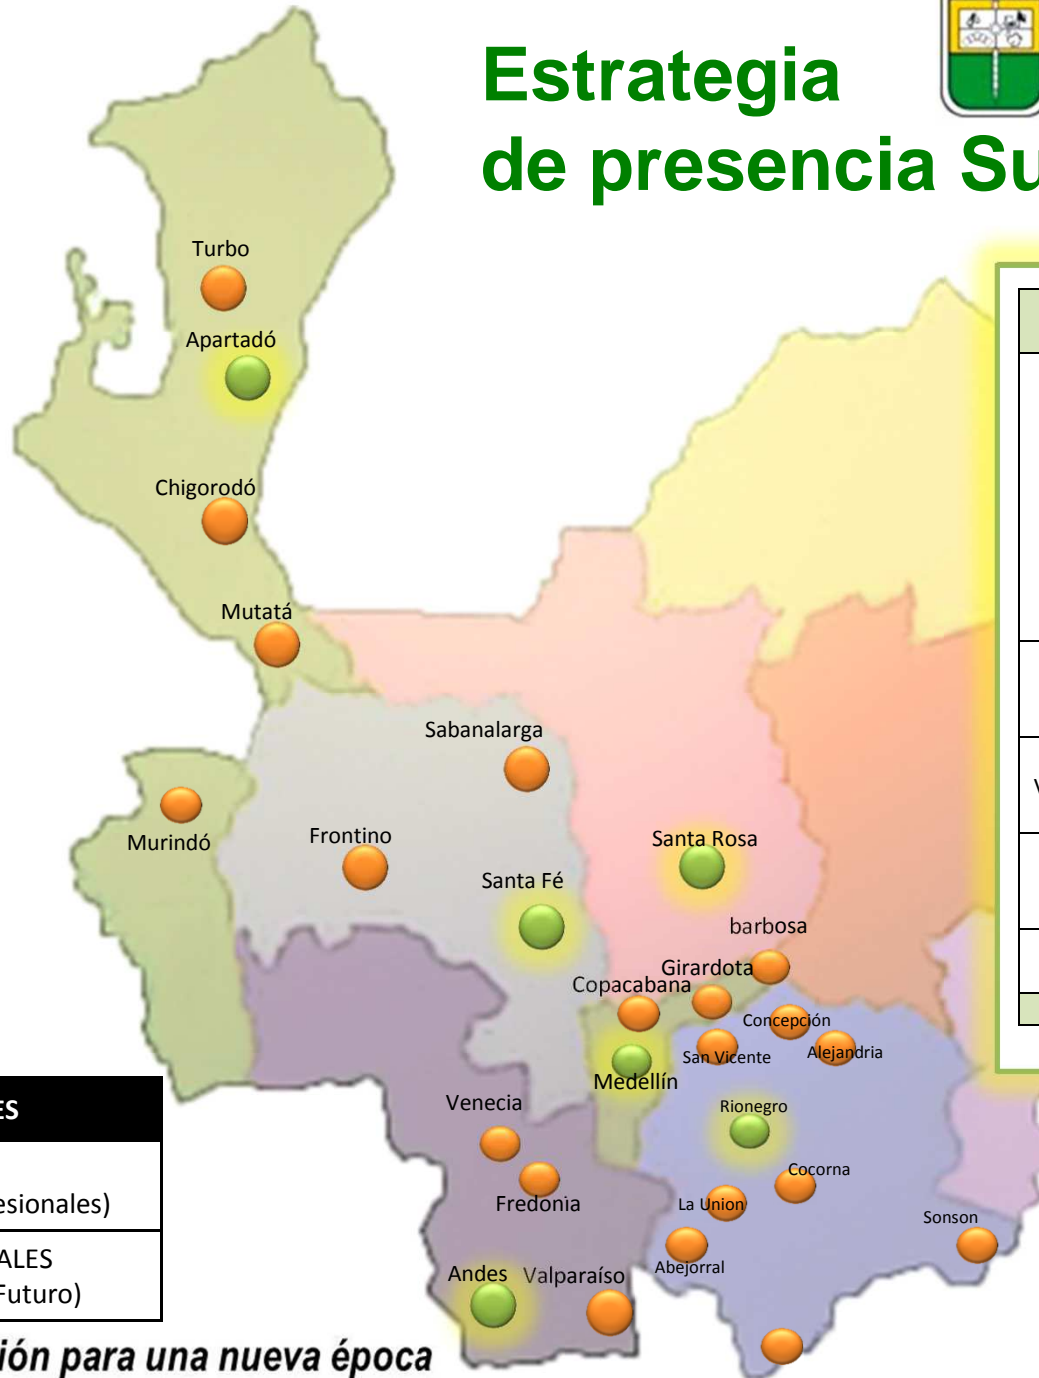 Estrategia
de presencia Su
Turbo
Apartadó
Chigorodó
Mutatá
Sabanalarga
Murindó
Frontino
Santa Rosa
Santa Fé
barbosa
Girardota
Copacabana
Concepción
San Vicente
Alejandria
Medellín
Venecia
Rionegro
Cocorna
Fredonia
La Union
Sonson
Abejorral
Andes
Valparaíso
ES
esionales)
ALES
Futuro)
ión para una nueva época